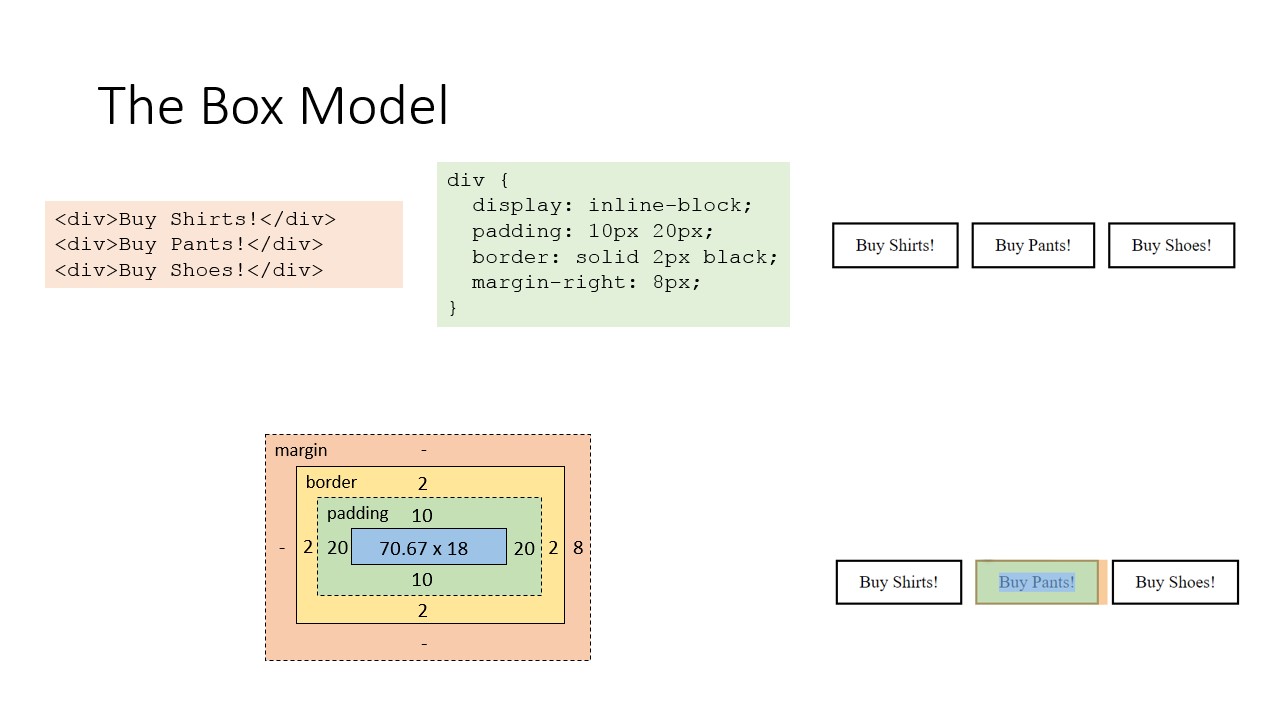 The Box Model
<div>Buy Shirts!</div>
<div>Buy Pants!</div>
<div>Buy Shoes!</div>
div {
  display: inline-block;
  padding: 10px 20px;
  border: solid 2px black;
  margin-right: 8px;
}
Buy Shirts! Buy Pants! Buy Shoes!
margin -
border 2
padding 10
- 2 20 70.67 x 18 20 2 8
10
2
-
Buy Shirts! Buy Pants! Buy Shoes!